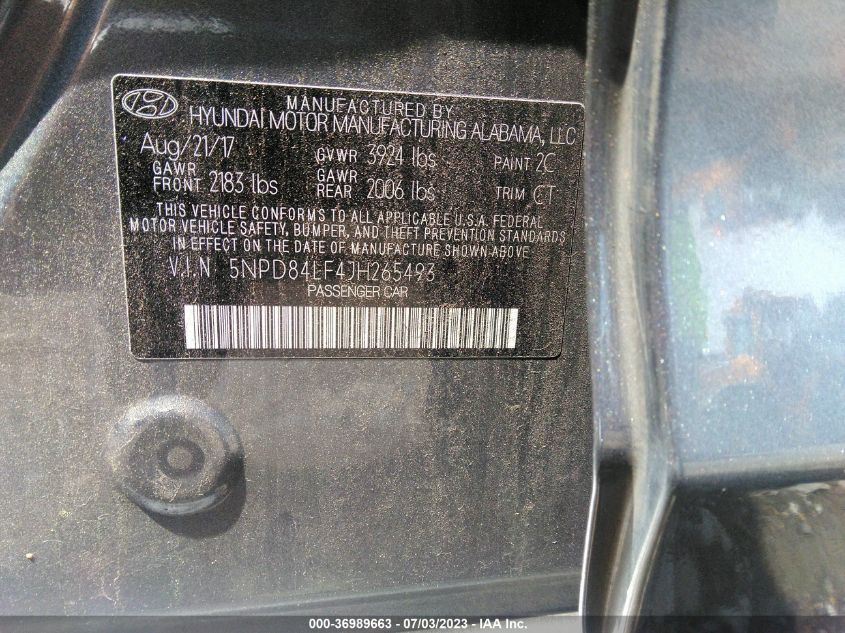 MANUFACTURED BY
HYUNDAI MOTOR MANUFACTURING ALABAMA, LLC
Aug/21/17 GVWR 3924 lbs PAINT 2C
GAWR FRONT 2183 lbs GAWR REAR 2006 lbs TRIM CT
THIS VEHICLE CONFORMS TO ALL APPLICABLE U.S.A. FEDERAL
MOTOR VEHICLE SAFETY, BUMPER, AND THEFT PREVENTION STANDARDS
IN EFFECT ON THE DATE OF MANUFACTURE SHOWN ABOVE
V.I.N 5NPD84LF4JH265493
PASSENGER CAR
000-36989663 - 07/03/2023 - IAA Inc.